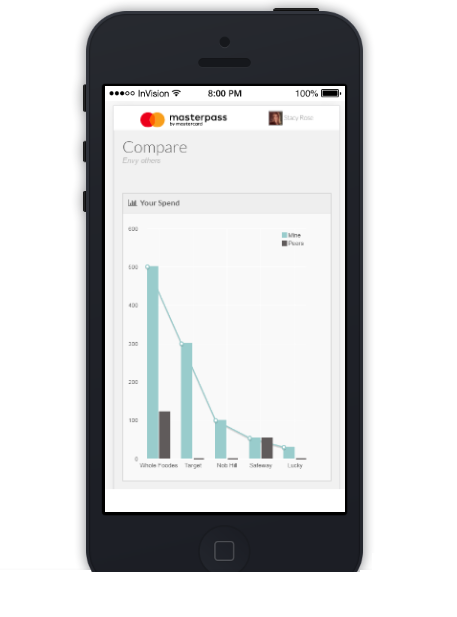 InVision 8:00 PM 100%
masterpass
by mastercard
Stacy Rose
Compare
Envy others
Your Spend
600
Mine
Peers
500
400
300
200
100
0
Whole Foodes Target Nob Hill Safeway Lucky